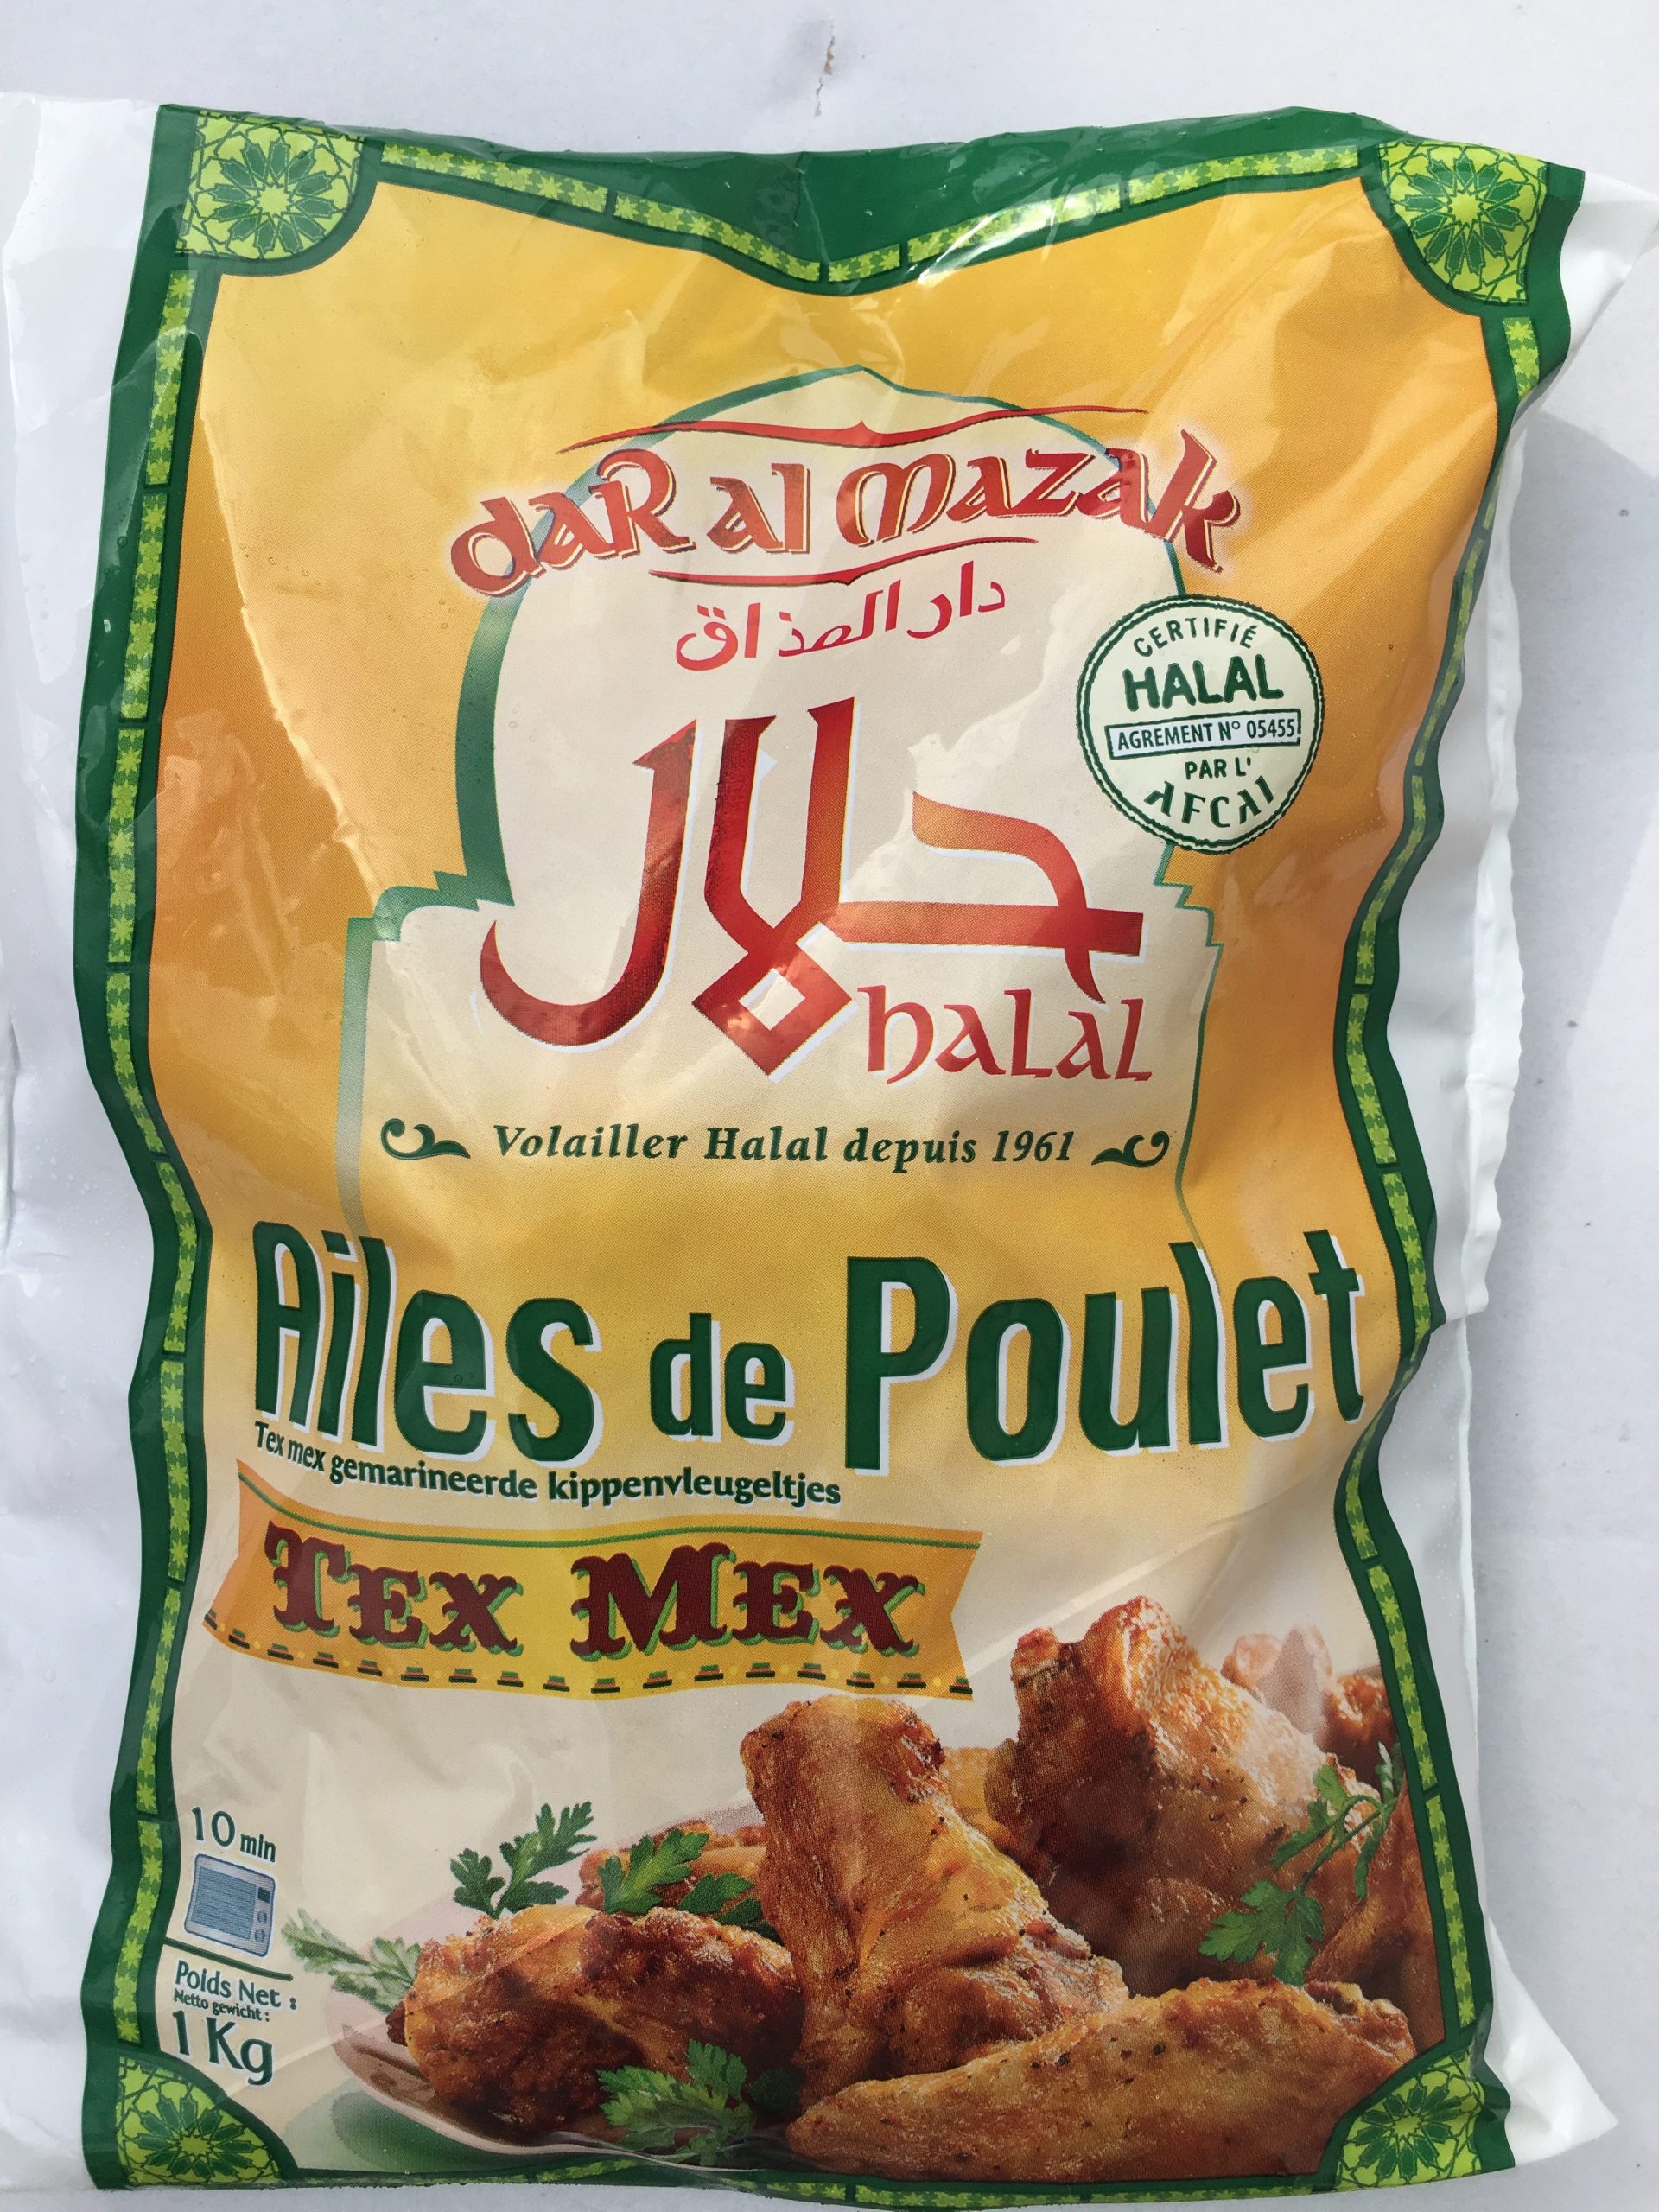 daR al mazak
دار المذاق
حلال
halal
CERTIFIÉ
HALAL
AGREMENT N° 05455
PAR L'
AFCAI
Volailler Halal depuis 1961
Ailes de Poulet
Tex mex gemarineerde kippenvleugeltjes
TEX MEX
10 min
Poids Net :
Netto gewicht :
1 Kg